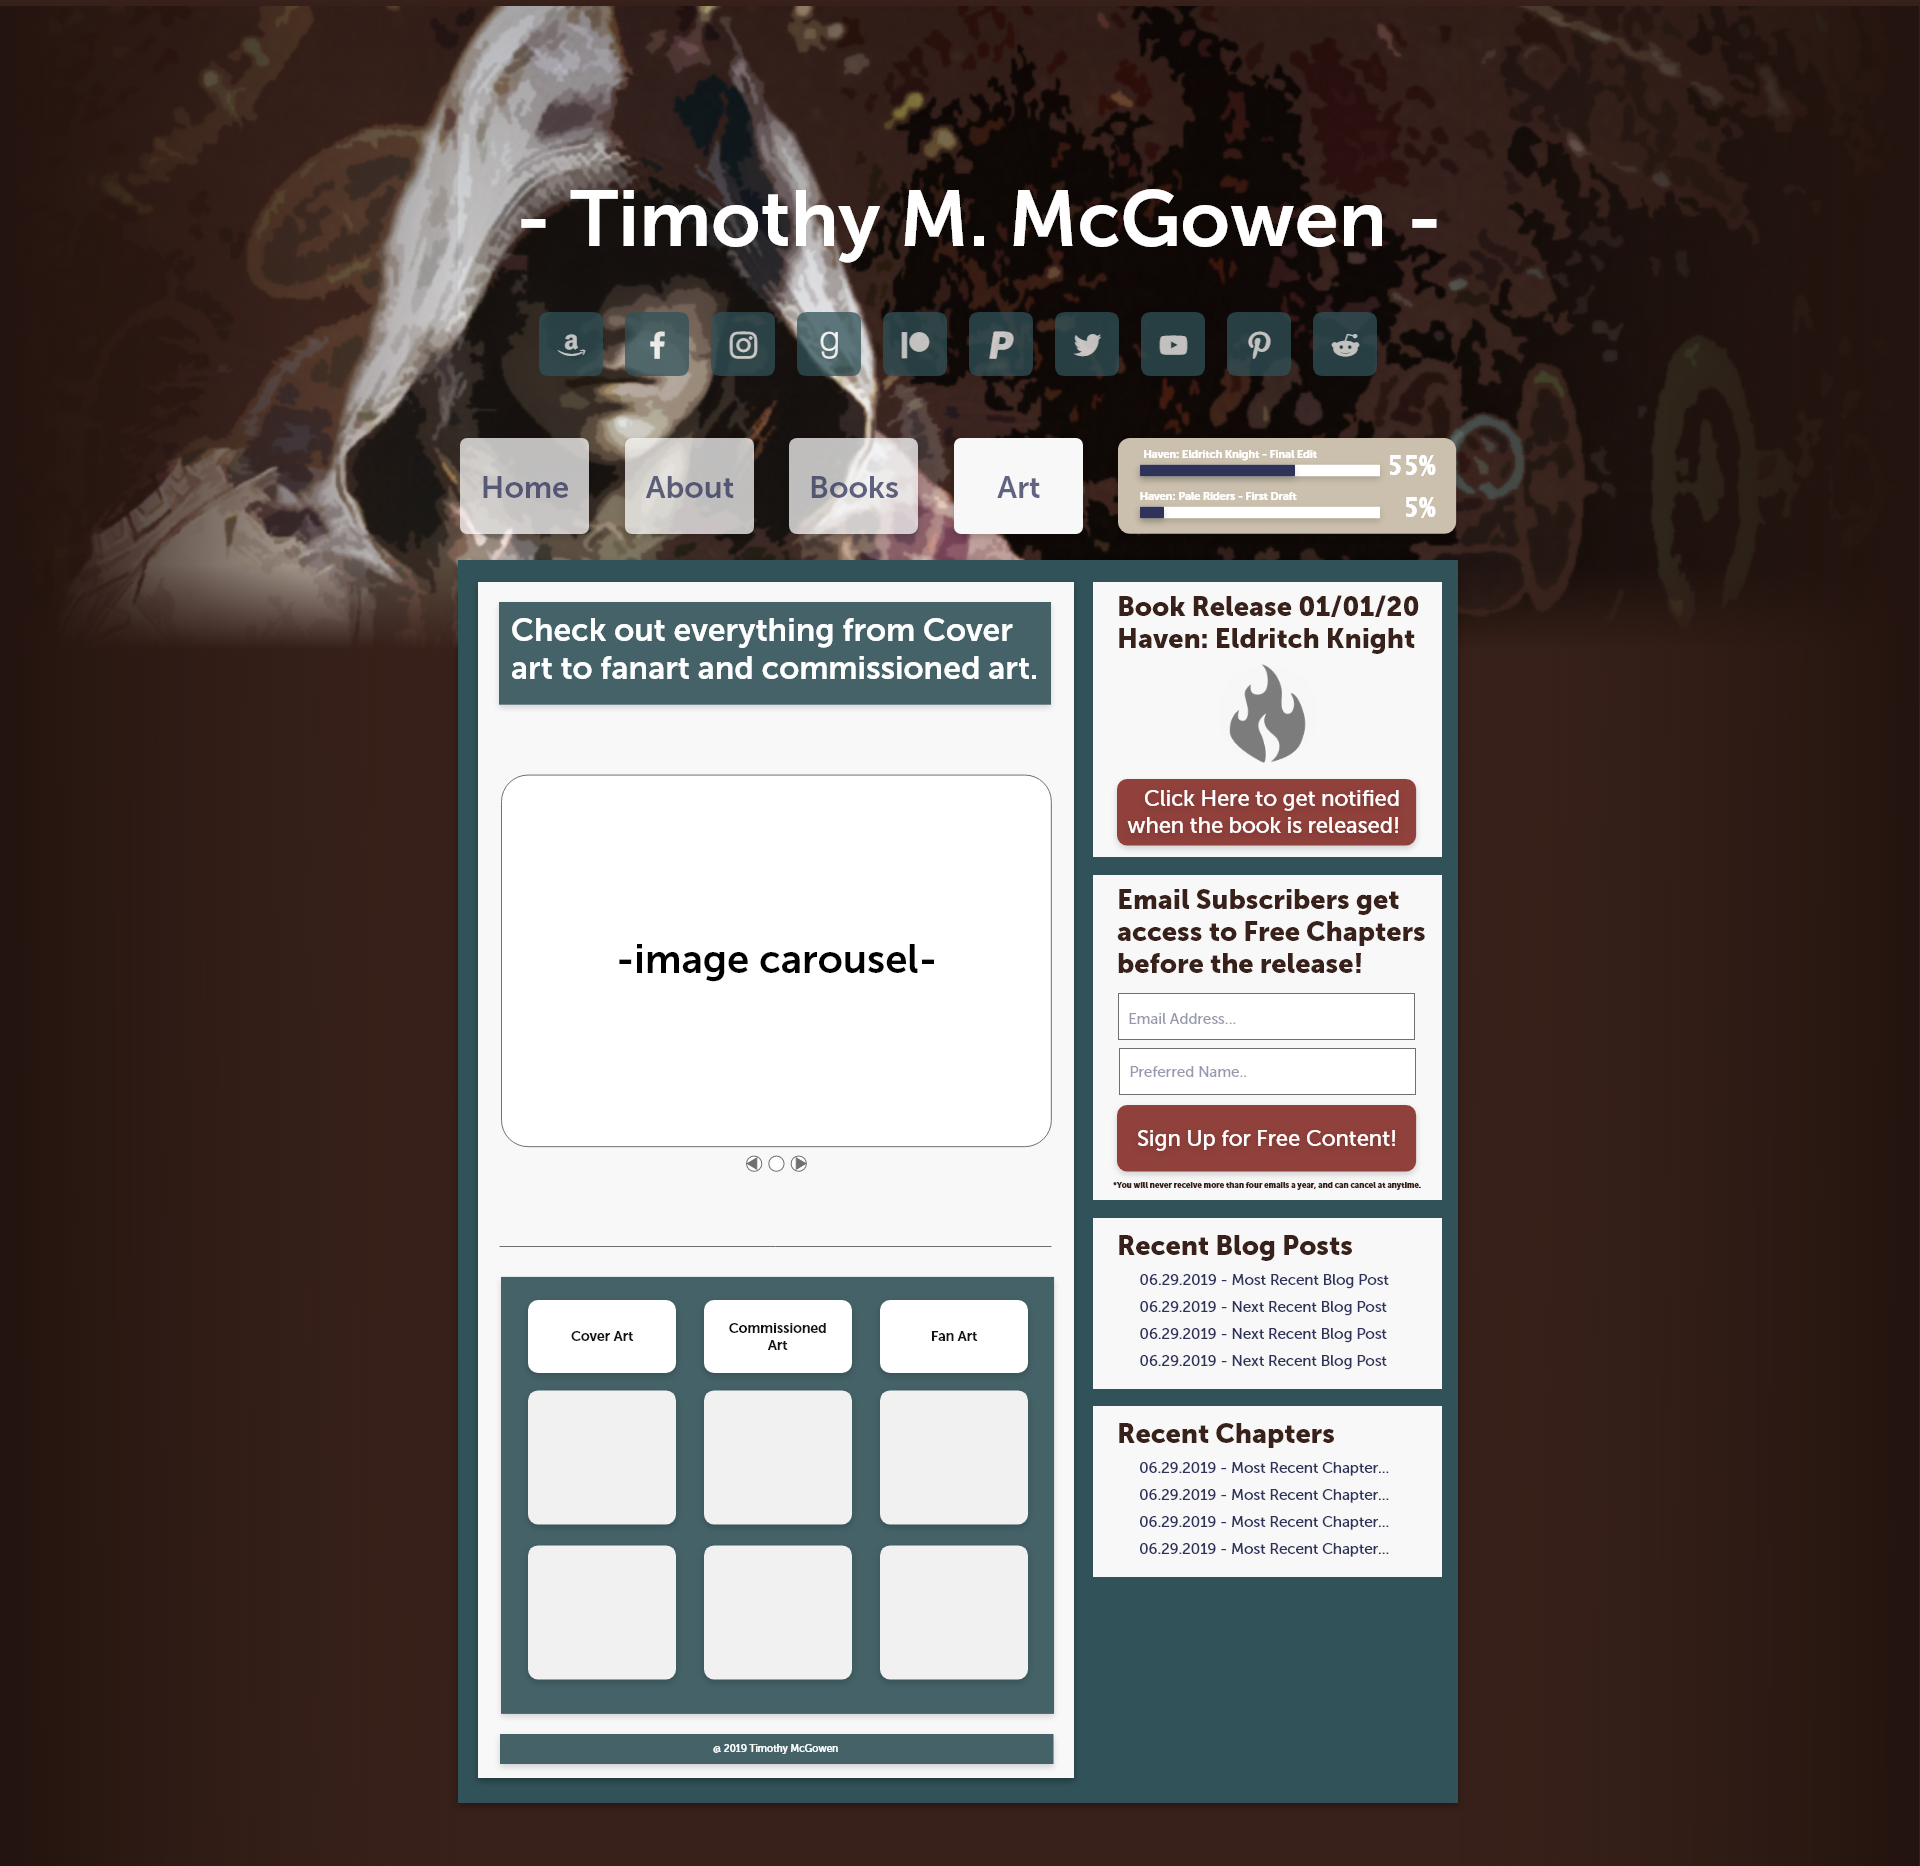 - Timothy M. McGowen -
Home
About
Books
Art
Haven: Eldritch Knight - Final Edit
55%
Haven: Pale Riders - First Draft
5%
Check out everything from Cover
art to fanart and commissioned art.
-image carousel-
Cover Art
Commissioned
Art
Fan Art
@ 2019 Timothy McGowen
Book Release 01/01/20
Haven: Eldritch Knight
Click Here to get notified
when the book is released!
Email Subscribers get
access to Free Chapters
before the release!
Email Address...
Preferred Name..
Sign Up for Free Content!
*You will never receive more than four emails a year, and can cancel at anytime.
Recent Blog Posts
06.29.2019 - Most Recent Blog Post
06.29.2019 - Next Recent Blog Post
06.29.2019 - Next Recent Blog Post
06.29.2019 - Next Recent Blog Post
Recent Chapters
06.29.2019 - Most Recent Chapter...
06.29.2019 - Most Recent Chapter...
06.29.2019 - Most Recent Chapter...
06.29.2019 - Most Recent Chapter...